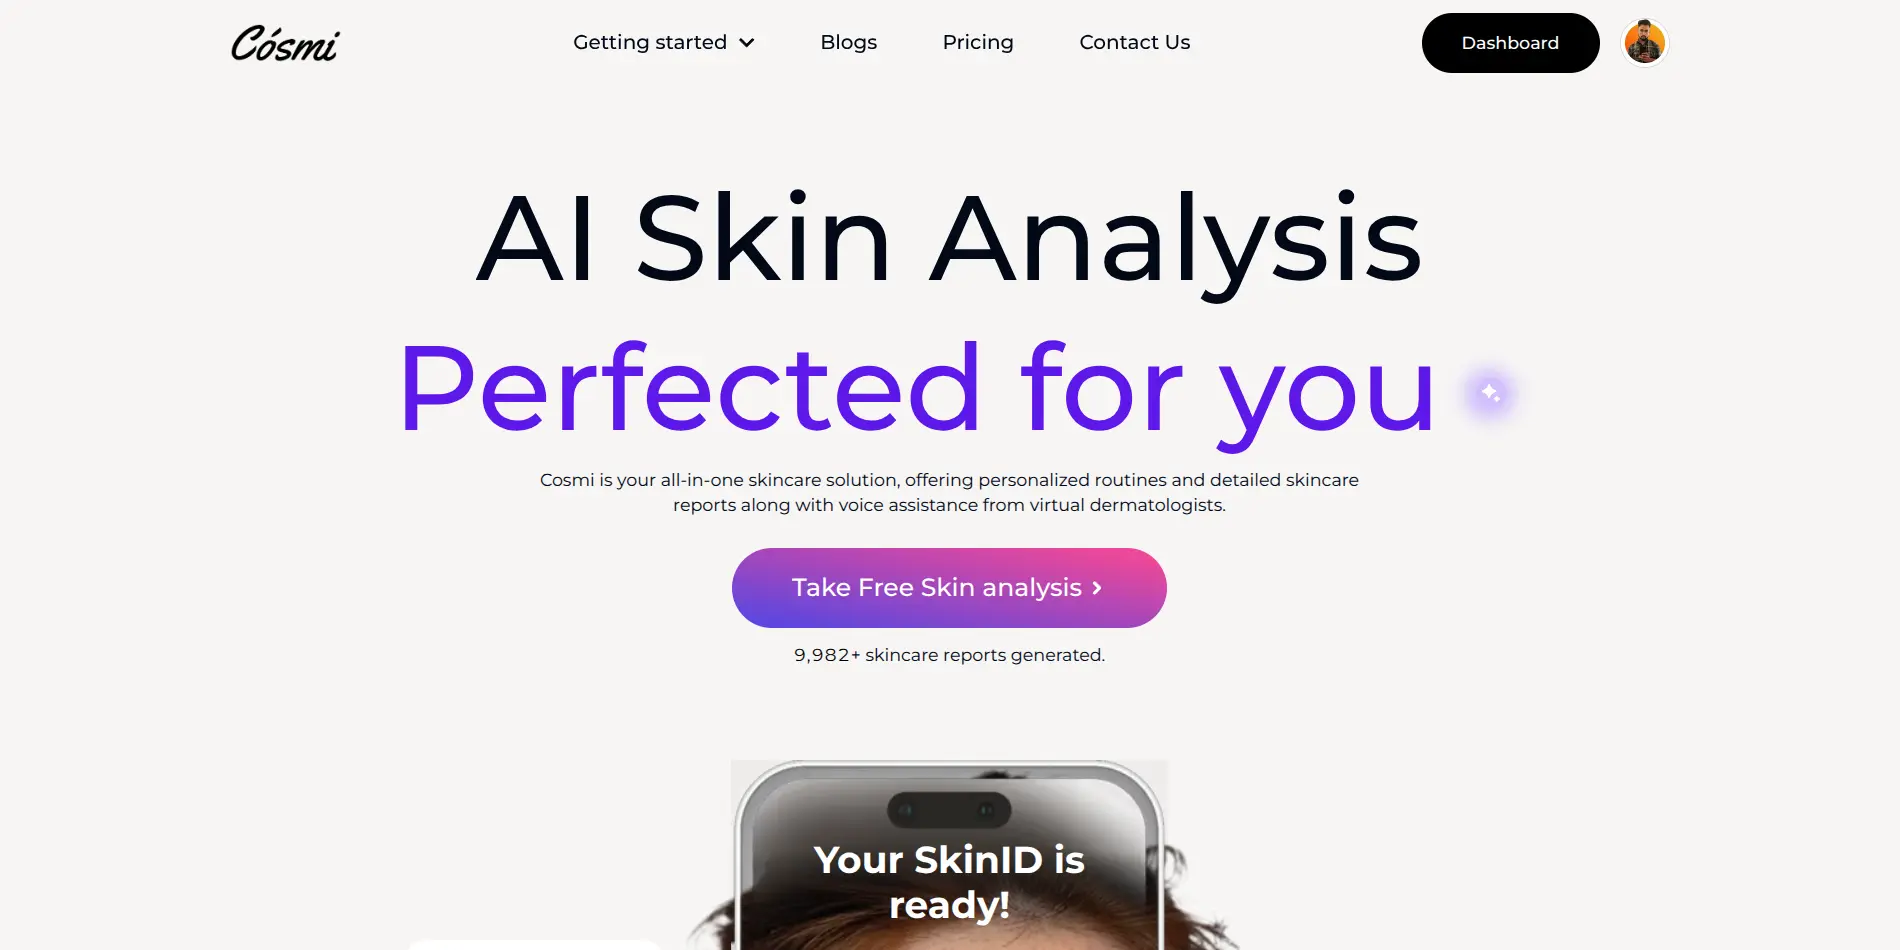 Cósmi
Getting started
Blogs
Pricing
Contact Us
Dashboard
AI Skin Analysis
Perfected for you
Cosmi is your all-in-one skincare solution, offering personalized routines and detailed skincare
reports along with voice assistance from virtual dermatologists.
Take Free Skin analysis
9,982+ skincare reports generated.
Your SkinID is
ready!